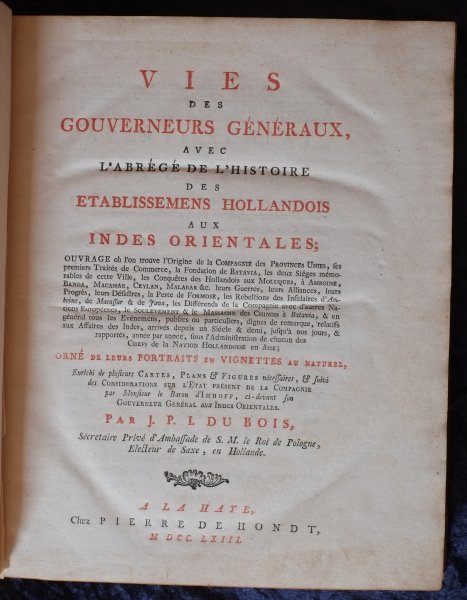 VIES
DES
GOUVERNEURS GÉNÉRAUX,
AVEC
L'ABRÉGÉ DE L'HISTOIRE
DES
ETABLISSEMENS HOLLANDOIS
AUX
INDES ORIENTALES;
OUVRAGE où l'on trouve l'Origine de la COMPAGNIE DES PROVINCES UNIES, ses
premiers Traités de Commerce, la Fondation de BATAVIA, les deux Siéges mémo-
rables de cette Ville, les Conquêtes des Hollandois aux MOLUQUES, à AMBOINE,
BANDA, MACASSAR, CEYLAN, MALABAR &c. leurs Guerres, leurs Alliances, leurs
Progrès, leurs Désastres, la Perte de FORMOSE, les Rebellions des Insulaires d'Am-
boine, de Macassar & de Java, les Différends de la Compagnie avec d'autres Na-
tions Européenes, le SOULEVEMENT & le MASSACRE des CHINOIS à Batavia, & en
général tous les Evénemens, publics ou particuliers, dignes de remarque, relatifs
aux Affaires des Indes, arrivés depuis un Siécle & demi, jusqu'à nos jours, &
rapportés, année par année, sous l'Administration de chacun des
CHEFS DE LA NATION HOLLANDOISE EN ASIE;
ORNÉ DE LEURS PORTRAITS EN VIGNETTES AU NATUREL,
Enrichi de plusieurs CARTES, PLANS & FIGURES nécessaires, & suivi
des CONSIDERATIONS SUR L'ETAT PRÉSENT DE LA COMPAGNIE
par Monsieur le Baron d'IMHOFF, ci-devant son
GOUVERNEUR GÉNÉRAL aux INDES ORIENTALES.
PAR J. P. I. DU BOIS,
Sécretaire Privé d'Ambassade de S. M. le Roi de Pologne,
Electeur de Saxe, en Hollande.
A LA HAYE,
Chez PIERRE DE HONDT,
MDCC. LXIII.